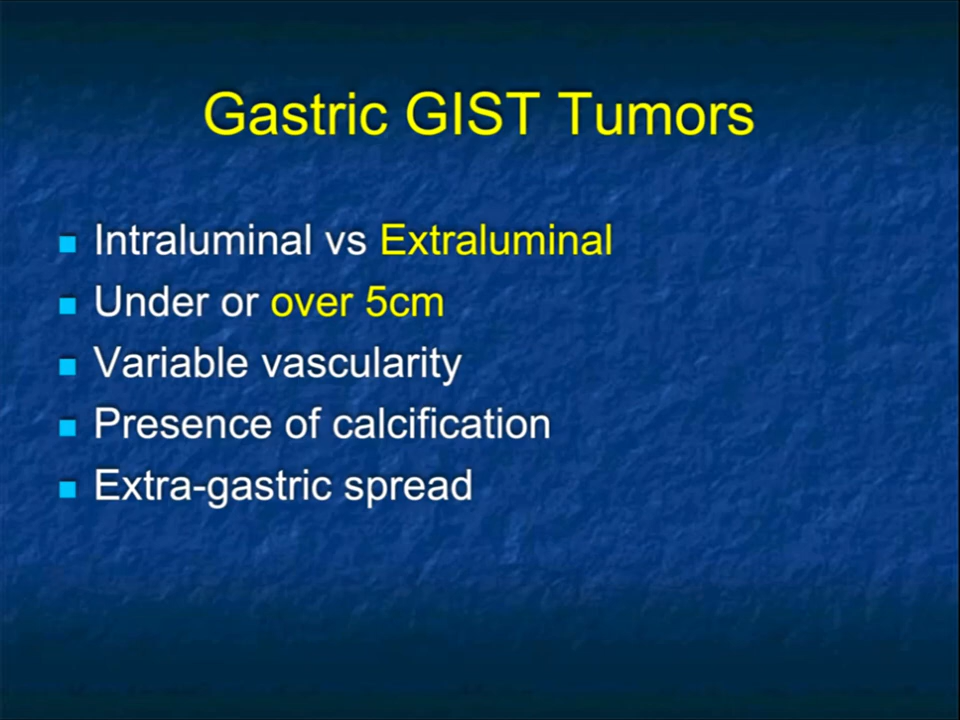 Gastric GIST Tumors
Intraluminal vs Extraluminal
Under or over 5cm
Variable vascularity
Presence of calcification
Extra-gastric spread